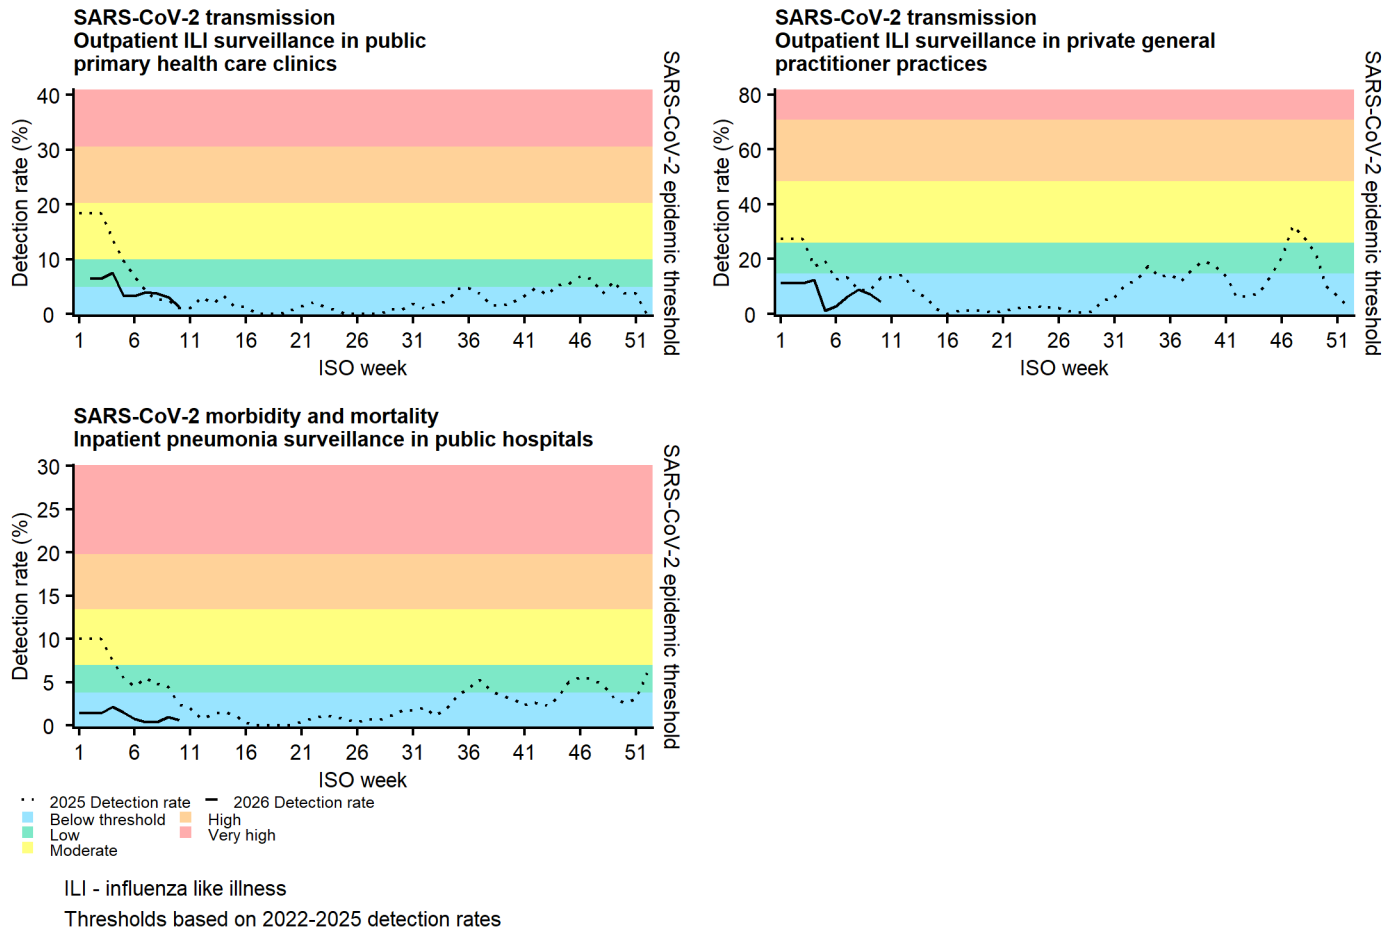 SARS-CoV-2 transmission
Outpatient ILI surveillance in public
primary health care clinics
Detection rate (%)
40
30
20
10
0
1 6 11 16 21 26 31 36 41 46 51
ISO week
SARS-CoV-2 epidemic threshold
SARS-CoV-2 transmission
Outpatient ILI surveillance in private general
practitioner practices
Detection rate (%)
80
60
40
20
0
1 6 11 16 21 26 31 36 41 46 51
ISO week
SARS-CoV-2 epidemic threshold
SARS-CoV-2 morbidity and mortality
Inpatient pneumonia surveillance in public hospitals
Detection rate (%)
30
25
20
15
10
5
0
1 6 11 16 21 26 31 36 41 46 51
ISO week
SARS-CoV-2 epidemic threshold
2025 Detection rate 2026 Detection rate
Below threshold High
Low Very high
Moderate
ILI - influenza like illness
Thresholds based on 2022-2025 detection rates